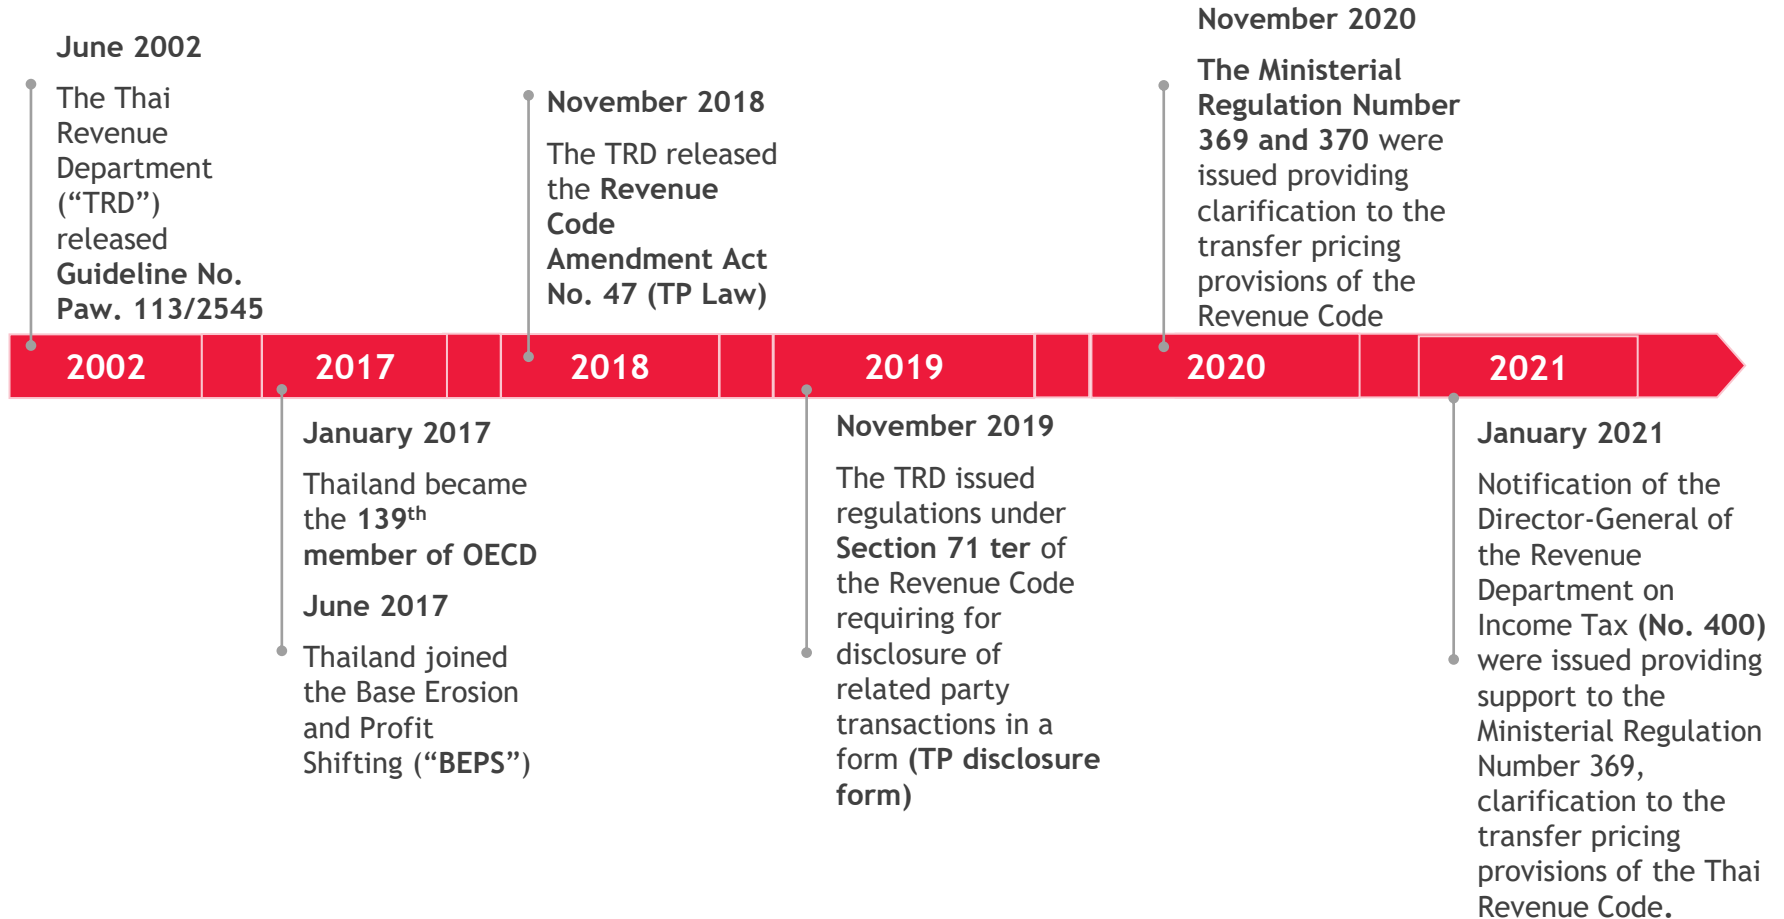 June 2002
The Thai
Revenue
Department
(“TRD”)
released
Guideline No.
Paw. 113/2545
November 2018
The TRD released
the Revenue
Code
Amendment Act
No. 47 (TP Law)
November 2020
The Ministerial
Regulation Number
369 and 370 were
issued providing
clarification to the
transfer pricing
provisions of the
Revenue Code
2002 2017 2018 2019 2020 2021
January 2017
Thailand became
the 139th
member of OECD
June 2017
Thailand joined
the Base Erosion
and Profit
Shifting (“BEPS”)
November 2019
The TRD issued
regulations under
Section 71 ter of
the Revenue Code
requiring for
disclosure of
related party
transactions in a
form (TP disclosure
form)
January 2021
Notification of the
Director-General of
the Revenue
Department on
Income Tax (No. 400)
were issued providing
support to the
Ministerial Regulation
Number 369,
clarification to the
transfer pricing
provisions of the Thai
Revenue Code.